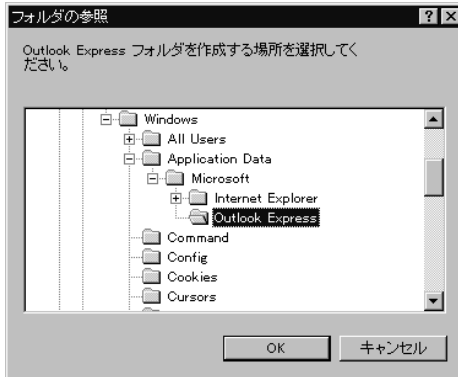 フォルダの参照
Outlook Express フォルダを作成する場所を選択してく
ださい。
Windows
All Users
Application Data
Microsoft
Internet Explorer
Outlook Express
Command
Config
Cookies
Cursors
OK キャンセル